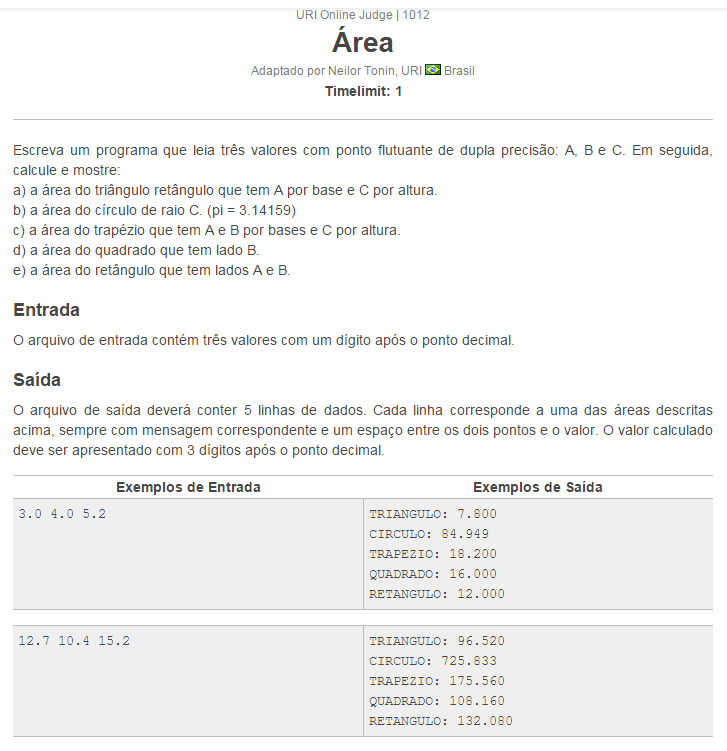 URI Online Judge | 1012
Área
Adaptado por Neilor Tonin, URI Brasil
Timelimit: 1
Escreva um programa que leia três valores com ponto flutuante de dupla precisão: A, B e C. Em seguida,
calcule e mostre:
a) a área do triângulo retângulo que tem A por base e C por altura.
b) a área do círculo de raio C. (pi = 3.14159)
c) a área do trapézio que tem A e B por bases e C por altura.
d) a área do quadrado que tem lado B.
e) a área do retângulo que tem lados A e B.
Entrada
O arquivo de entrada contém três valores com um dígito após o ponto decimal.
Saída
O arquivo de saída deverá conter 5 linhas de dados. Cada linha corresponde a uma das áreas descritas
acima, sempre com mensagem correspondente e um espaço entre os dois pontos e o valor. O valor calculado
deve ser apresentado com 3 dígitos após o ponto decimal.
Exemplos de Entrada
Exemplos de Saída
3.0 4.0 5.2
TRIANGULO: 7.800
CIRCULO: 84.949
TRAPEZIO: 18.200
QUADRADO: 16.000
RETANGULO: 12.000
12.7 10.4 15.2
TRIANGULO: 96.520
CIRCULO: 725.833
TRAPEZIO: 175.560
QUADRADO: 108.160
RETANGULO: 132.080